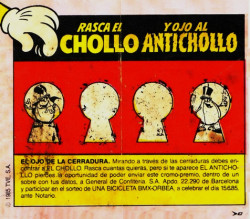 RASCA EL Y OJO AL
CHOLLO ANTICHOLLO
EL OJO DE LA CERRADURA. Mirando a través de las cerraduras debes en-
contrar el CHOLLO. Rasca cuantas quieras, pero si te aparece EL ANTICHO-
LLO pierdes la oportunidad de poder enviar este cromo-premio, dentro de un
sobre con tus datos, a General de Confitería S.A. Apdo. 22.290 de Barcelona
y participar en el sorteo de UNA BICICLETA BMX-ORBEA, a celebrar el día 15.6.85
ante Notario.
© 1985 TVE, S.A.